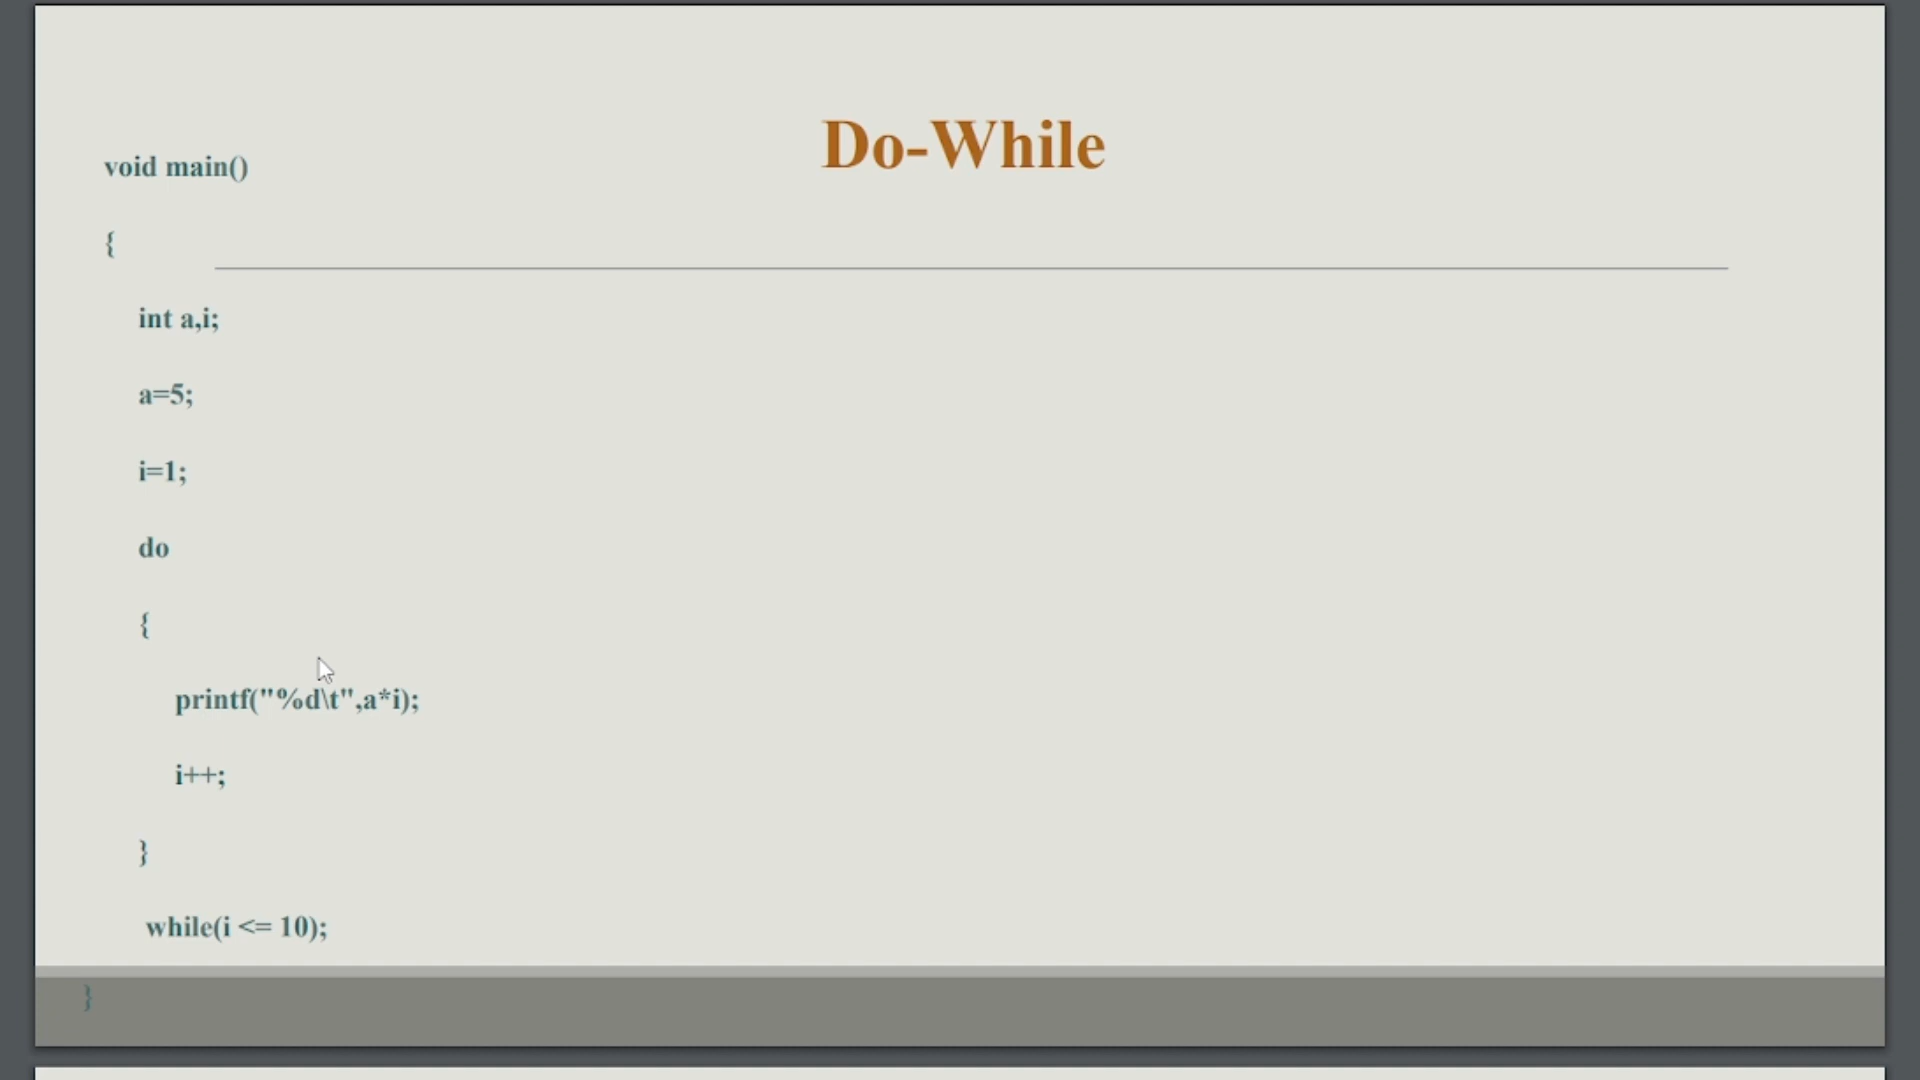 Do-While
void main()
{
int a,i;
a=5;
i=1;
do
{
printf("%d\t",a*i);
i++;
}
while(i <= 10);
}